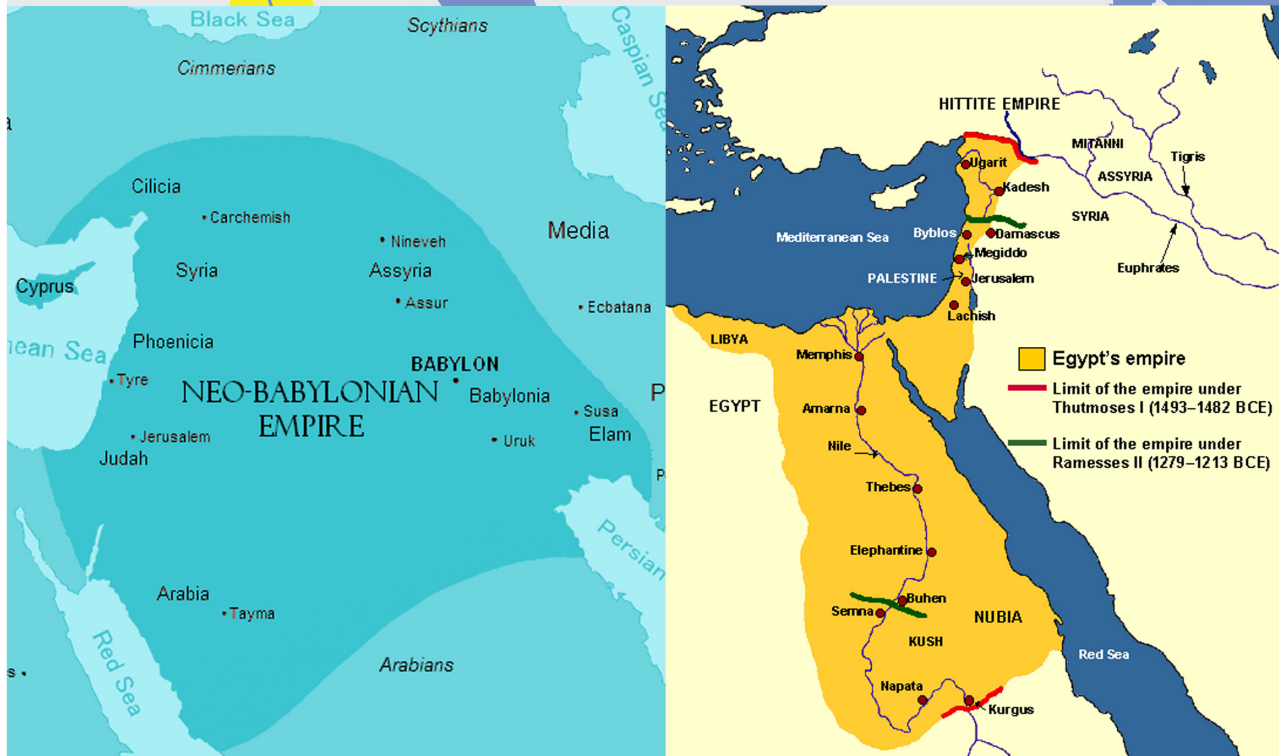 Black Sea
Scythians
Caspian Sea
Cimmerians
Cilicia
Carchemish
Media
Nineveh
Syria
Assyria
Cyprus
Assur
Ecbatana
Phoenicia
nean Sea
BABYLON
Tyre
NEO-BABYLONIAN
EMPIRE
Babylonia
P
Susa
Jerusalem
Uruk
Elam
Judah
P
Persian
Arabia
Tayma
Red Sea
Arabians
s
HITTITE EMPIRE
MITANNI
Tigris
Ugarit
ASSYRIA
Kadesh
SYRIA
Byblos
Damascus
Mediterranean Sea
Megiddo
Euphrates
PALESTINE
Jerusalem
Lachish
LIBYA
Memphis
Egypt's empire
Limit of the empire under
Thutmoses I (1493–1482 BCE)
EGYPT
Amarna
Nile
Limit of the empire under
Ramesses II (1279–1213 BCE)
Thebes
Elephantine
Buhen
Semna
NUBIA
KUSH
Red Sea
Napata
Kurgus